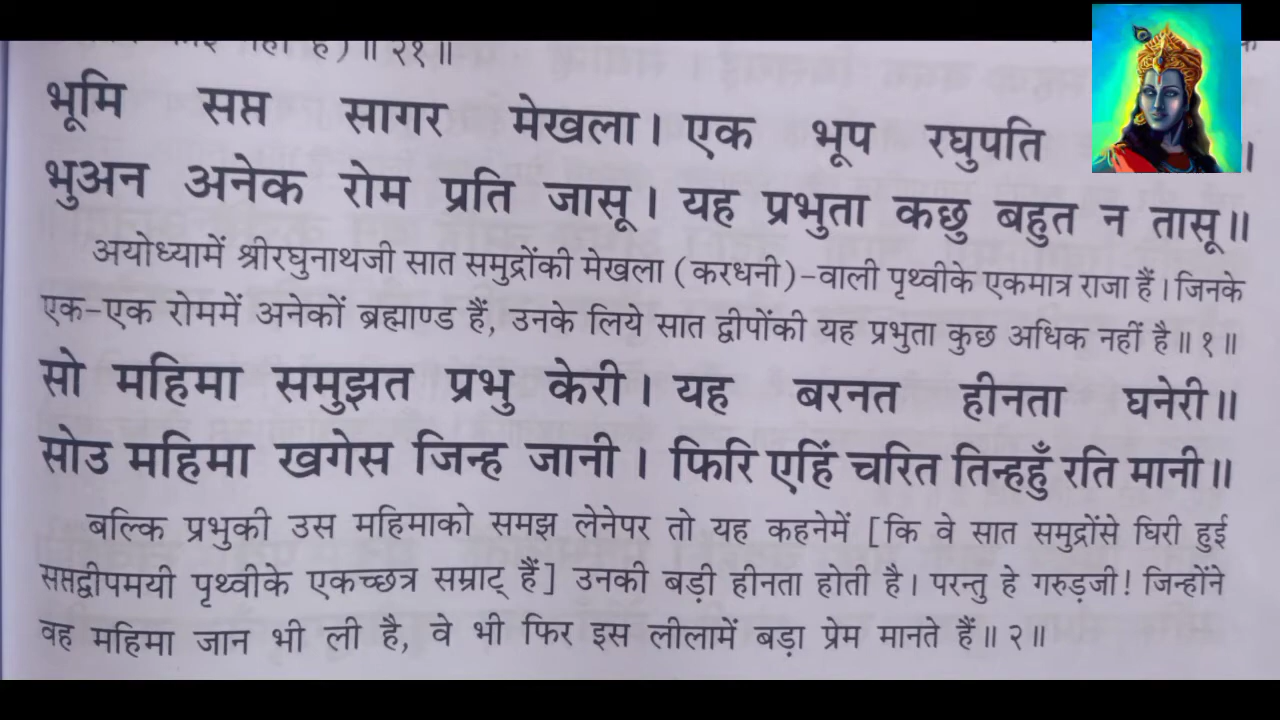 नहीं है)॥२१॥
भूमि सप्त सागर मेखला। एक भूप रघुपति ।
भुअन अनेक रोम प्रति जासू। यह प्रभुता कछु बहुत न तासू॥
अयोध्यामें श्रीरघुनाथजी सात समुद्रोंकी मेखला (करधनी)-वाली पृथ्वीके एकमात्र राजा हैं। जिनके
एक-एक रोममें अनेकों ब्रह्माण्ड हैं, उनके लिये सात द्वीपोंकी यह प्रभुता कुछ अधिक नहीं है॥१॥
सो महिमा समुझत प्रभु केरी। यह बरनत हीनता घनेरी॥
सोउ महिमा खगेस जिन्ह जानी। फिरि एहिं चरित तिन्हहुँ रति मानी॥
बल्कि प्रभुकी उस महिमाको समझ लेनेपर तो यह कहनेमें [कि वे सात समुद्रोंसे घिरी हुई
सप्तद्वीपमयी पृथ्वीके एकच्छत्र सम्राट् हैं] उनकी बड़ी हीनता होती है। परन्तु हे गरुड़जी! जिन्होंने
वह महिमा जान भी ली है, वे भी फिर इस लीलामें बड़ा प्रेम मानते हैं॥२॥